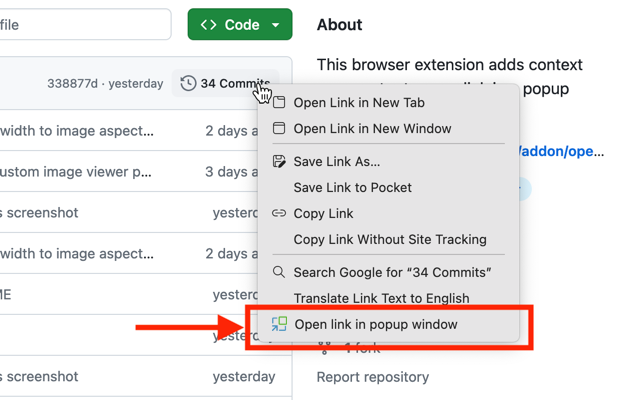 file
Code
About
This browser extension adds context
popup
338877d · yesterday
34 Commits
Open Link in New Tab
Open Link in New Window
Save Link As...
Save Link to Pocket
Copy Link
Copy Link Without Site Tracking
Search Google for “34 Commits”
Translate Link Text to English
Open link in popup window
width to image aspect...
2 days a
/addon/ope...
ustom image viewer p...
3 days a
s screenshot
yester
width to image aspect...
2 days a
ME
yester
yester
1 fork
s screenshot
yesterday
Report repository